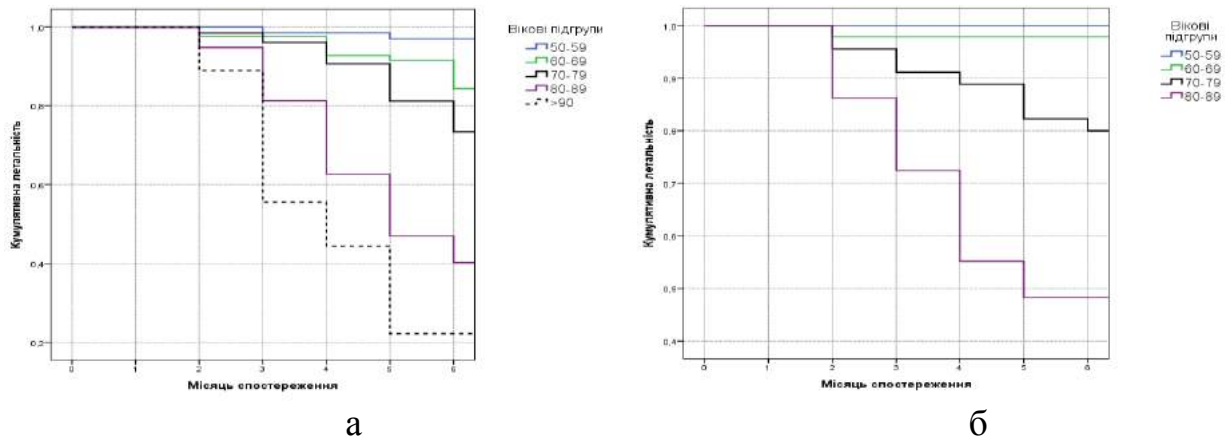 Вікові підгрупи
50-59
60-69
70-79
80-89
>90
Кумулятивна летальність
1,0
0,8
0,6
0,4
0,2
0 1 2 3 4 5 6
Місяць спостереження
а
Вікові
підгрупи
50-59
60-69
70-79
80-89
Кумулятивна летальність
1,0
0,9
0,8
0,7
0,6
0,5
0,4
0 1 2 3 4 5 6
Місяць спостереження
б